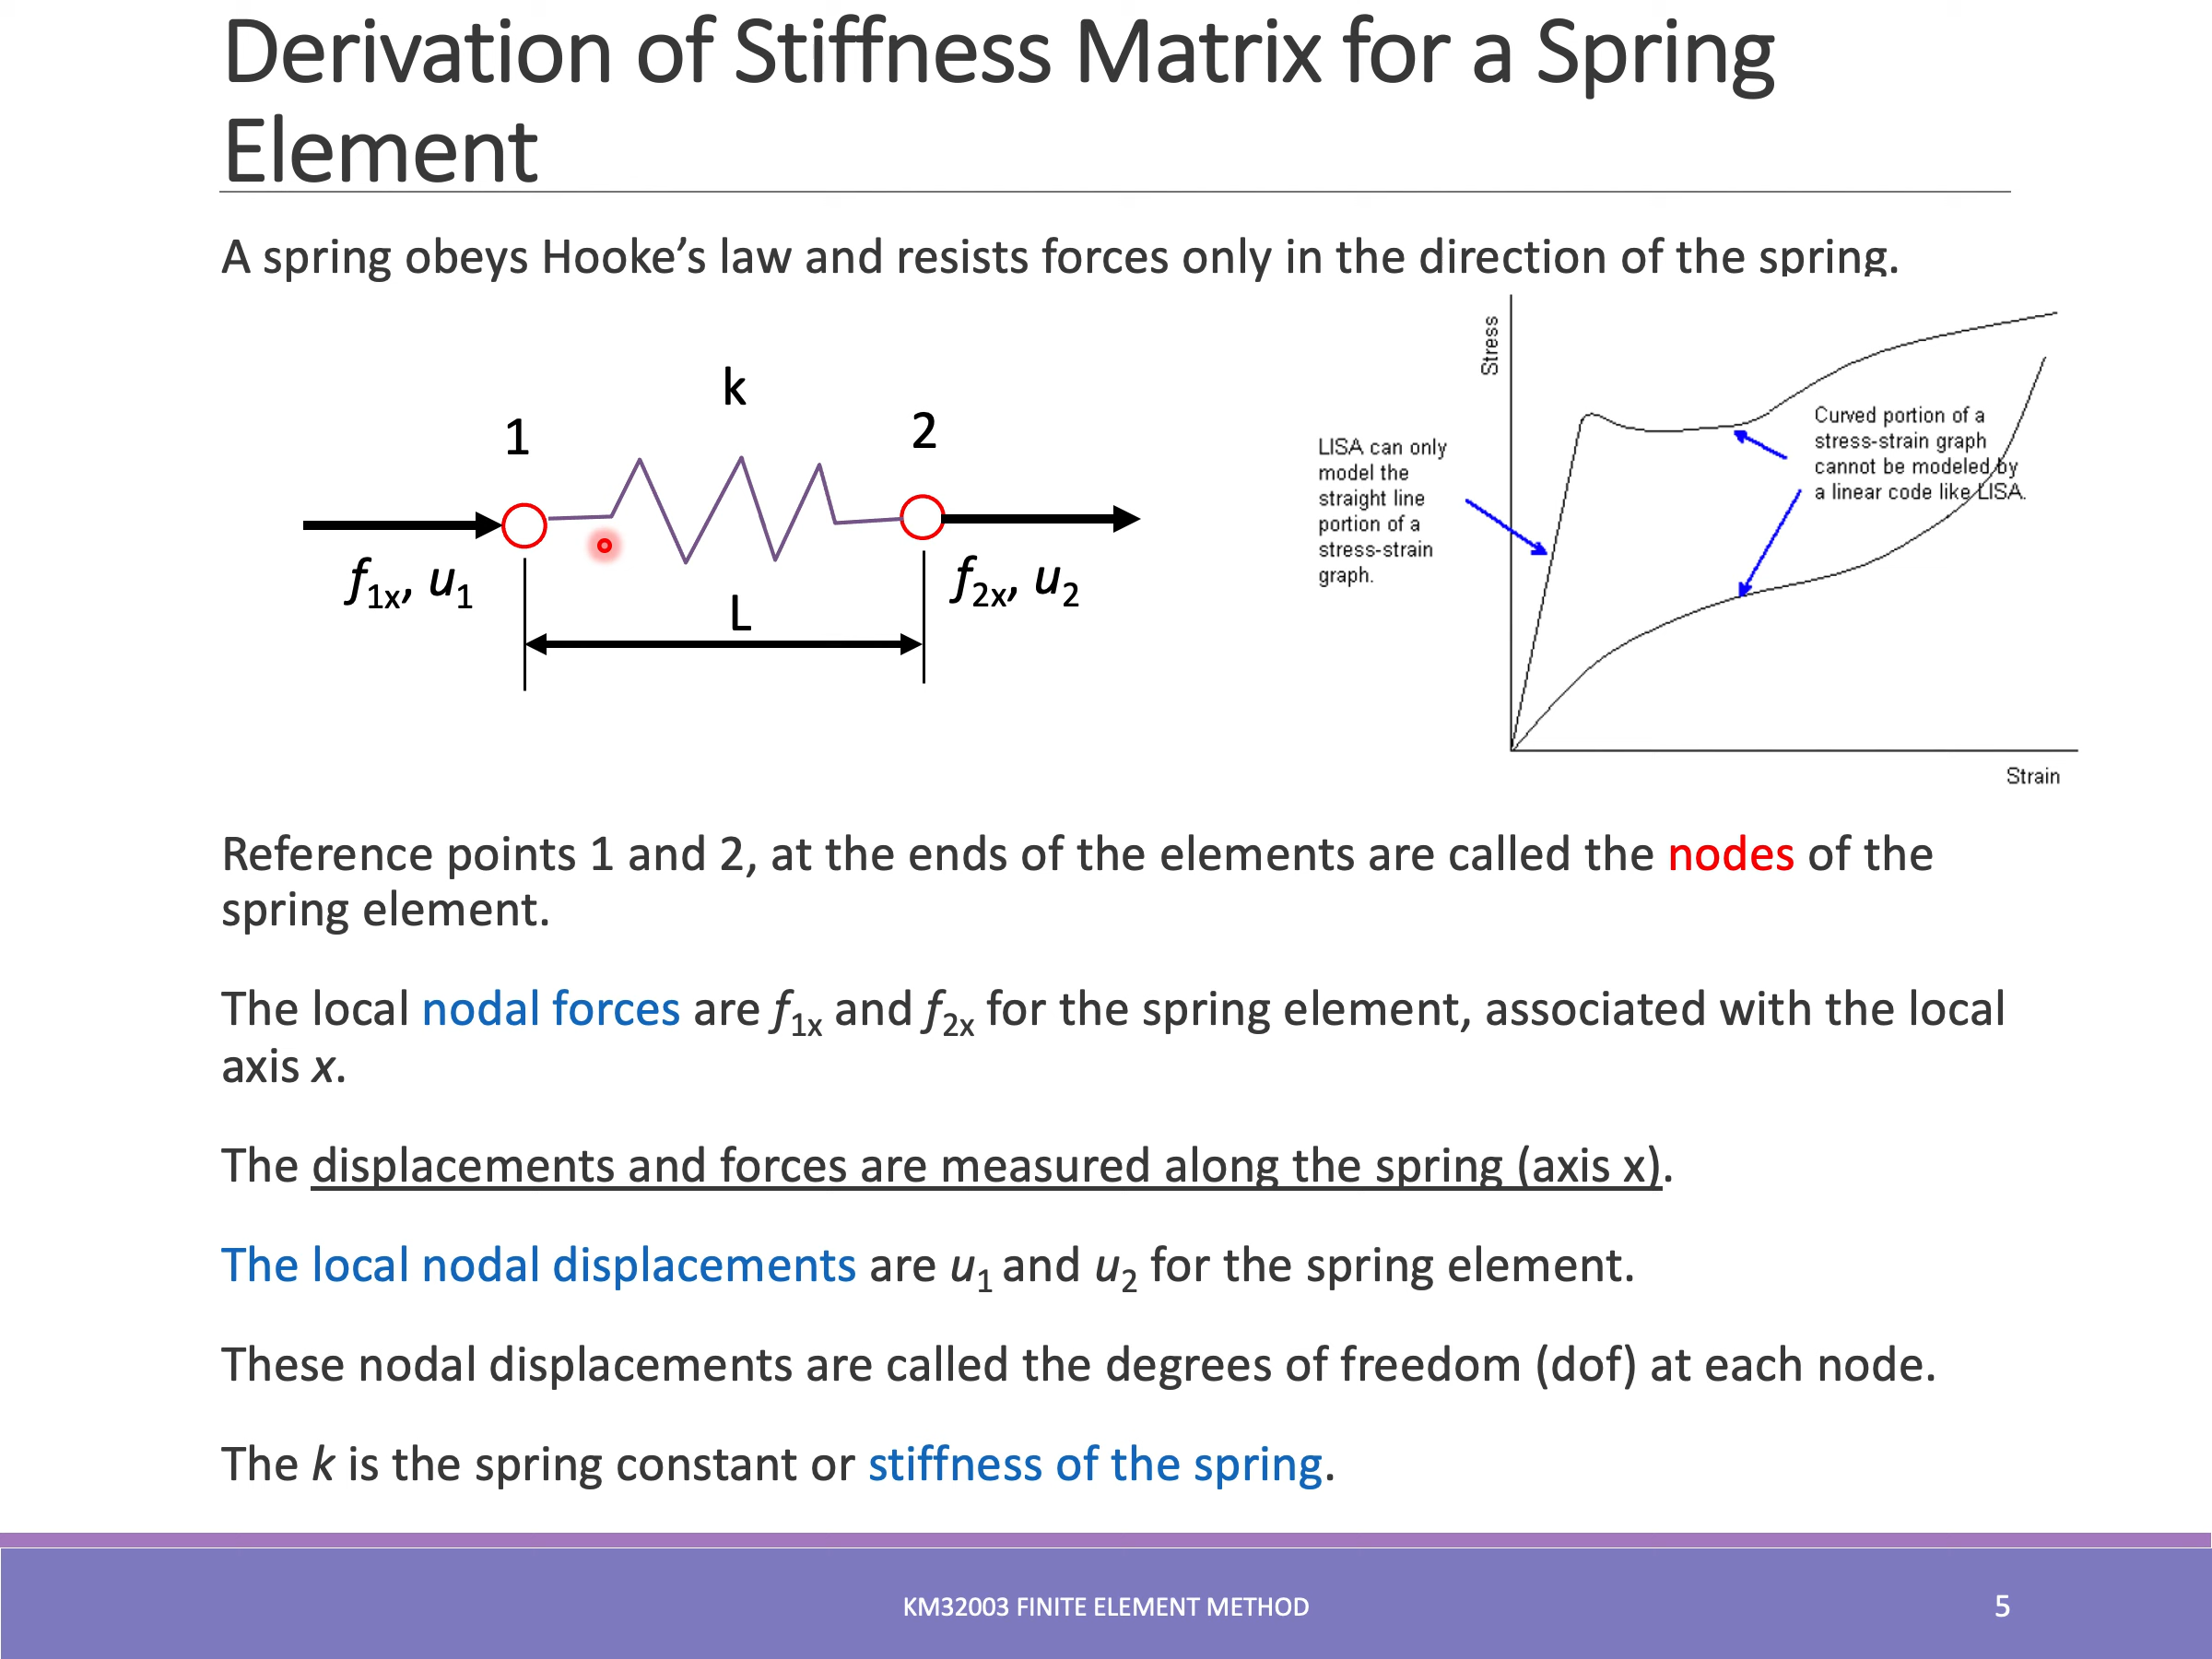 Derivation of Stiffness Matrix for a Spring
Element
A spring obeys Hooke’s law and resists forces only in the direction of the spring.
k
1
2
f1x, u1
f2x, u2
L
Stress
LISA can only
model the
straight line
portion of a
stress-strain
graph.
Curved portion of a
stress-strain graph
cannot be modeled by
a linear code like LISA.
Strain
Reference points 1 and 2, at the ends of the elements are called the nodes of the
spring element.
The local nodal forces are f1x and f2x for the spring element, associated with the local
axis x.
The displacements and forces are measured along the spring (axis x).
The local nodal displacements are u1 and u2 for the spring element.
These nodal displacements are called the degrees of freedom (dof) at each node.
The k is the spring constant or stiffness of the spring.
KM32003 FINITE ELEMENT METHOD
5